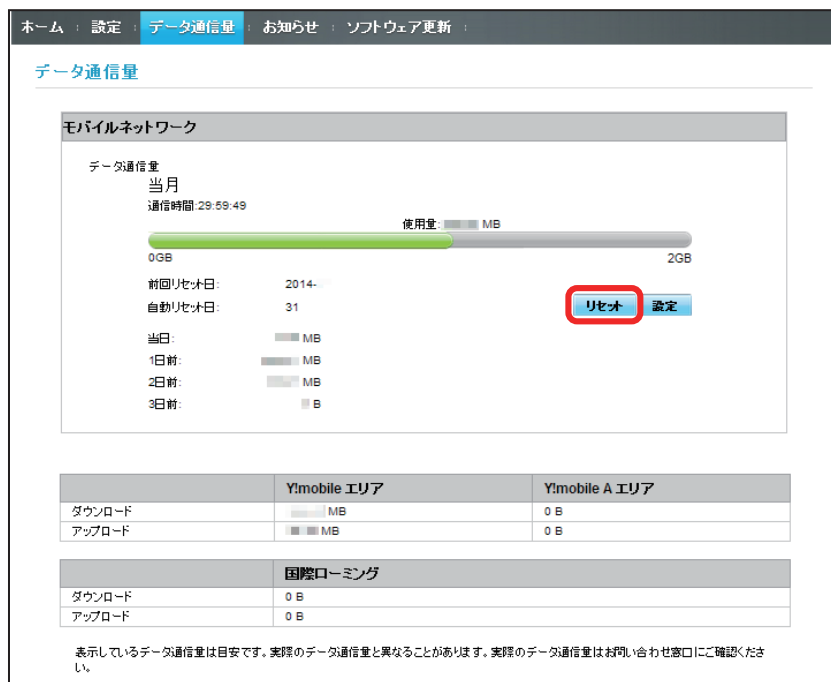 ホーム : 設定 : データ通信量 : お知らせ : ソフトウェア更新 :
データ通信量
モバイルネットワーク
データ通信量
当月
通信時間:29:59:49
使用量: MB
0GB 2GB
前回リセット日: 2014-
自動リセット日: 31
リセット 設定
当日: MB
1日前: MB
2日前: MB
3日前: B
Y!mobile エリア Y!mobile A エリア
ダウンロード MB 0 B
アップロード MB 0 B
国際ローミング
ダウンロード 0 B
アップロード 0 B
表示しているデータ通信量は目安です。実際のデータ通信量と異なることがあります。実際のデータ通信量はお問い合わせ窓口にご確認くださ
い。